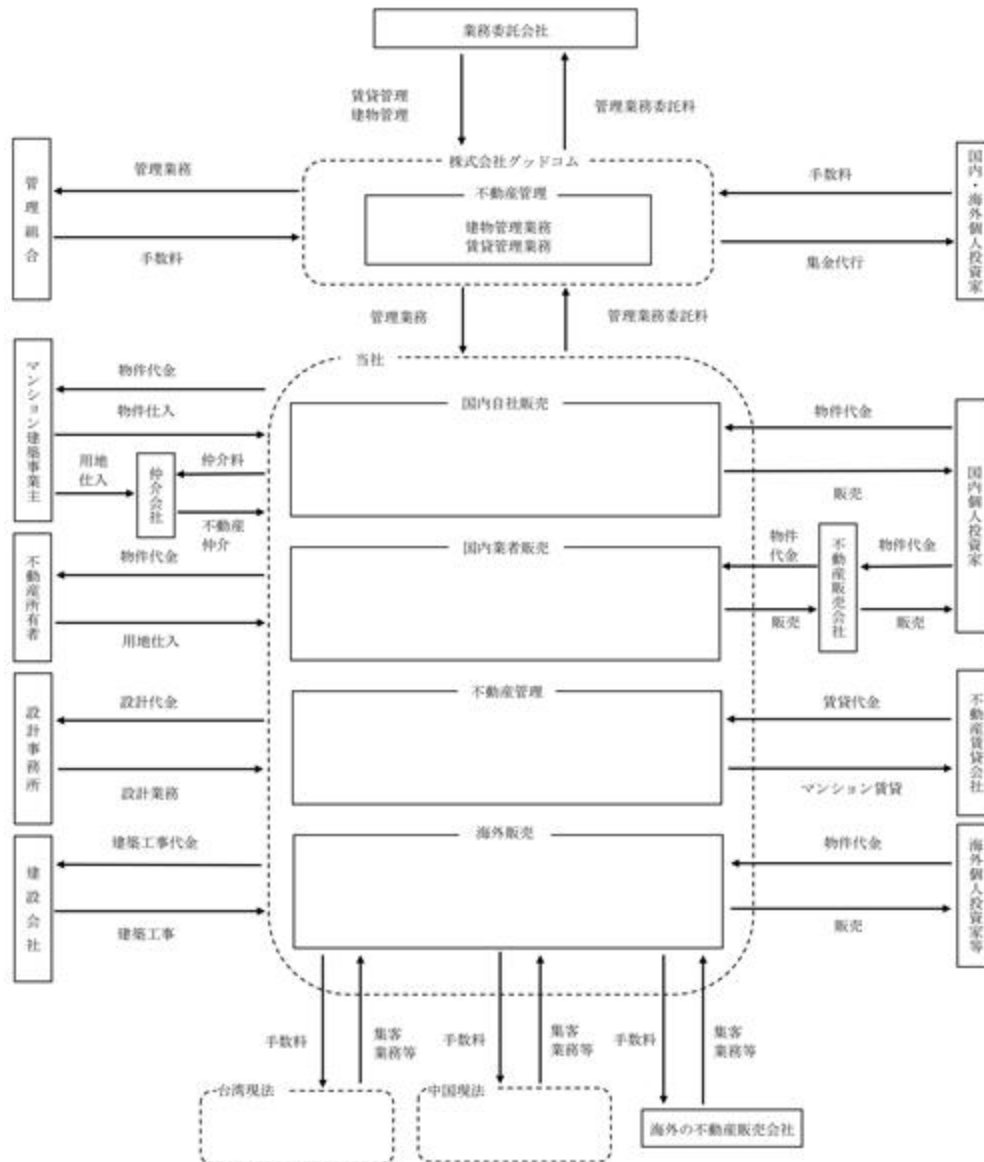 業務委託会社
賃貸管理
建物管理
管理業務委託料
株式会社グッドコム
管理組合
管理業務
手数料
不動産管理
建物管理業務
賃貸管理業務
手数料
集金代行
国内・海外個人投資家
管理業務
管理業務委託料
当社
マンション建築事業主
物件代金
物件仕入
用地
仕入
仲介会社
仲介料
不動産
仲介
国内自社販売
物件代金
販売
国内個人投資家
不動産所有者
物件代金
用地仕入
国内業者販売
物件
代金
販売
不動産販売会社
物件代金
販売
設計事務所
設計代金
設計業務
不動産管理
賃貸代金
マンション賃貸
不動産賃貸会社
建設会社
建築工事代金
建築工事
海外販売
物件代金
販売
海外個人投資家等
手数料
集客
業務等
手数料
集客
業務等
手数料
集客
業務等
台湾現法
中国現法
海外の不動産販売会社